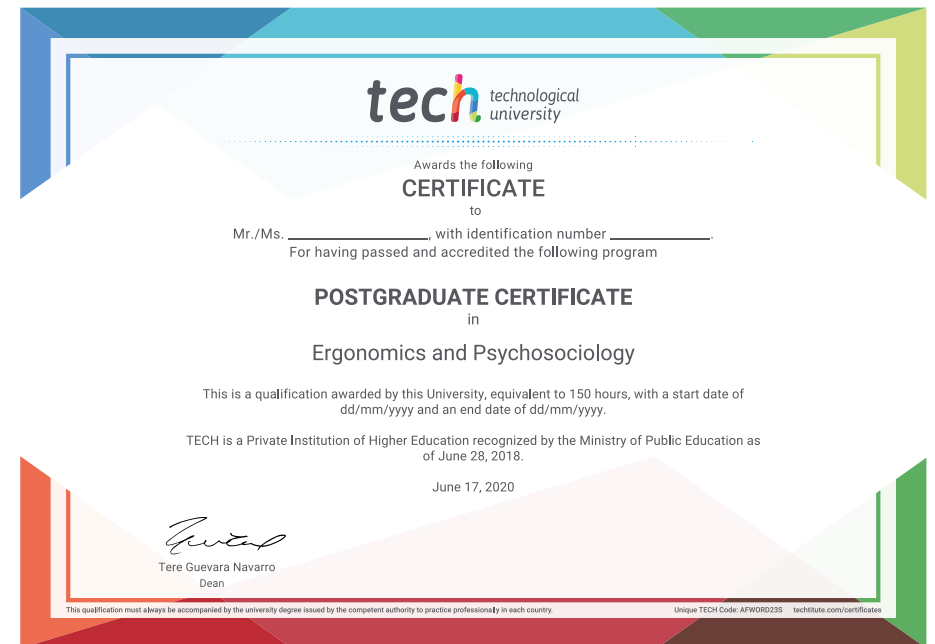 tech technological
university
Awards the following
CERTIFICATE
to
Mr./Ms. ____________________, with identification number ______________.
For having passed and accredited the following program
POSTGRADUATE CERTIFICATE
in
Ergonomics and Psychosociology
This is a qualification awarded by this University, equivalent to 150 hours, with a start date of
dd/mm/yyyy and an end date of dd/mm/yyyy.
TECH is a Private Institution of Higher Education recognized by the Ministry of Public Education as
of June 28, 2018.
June 17, 2020
Tere Guevara Navarro
Dean
This qualification must always be accompanied by the university degree issued by the competent authority to practice professionally in each country. Unique TECH Code: AFWORD23S techtitute.com/certificates